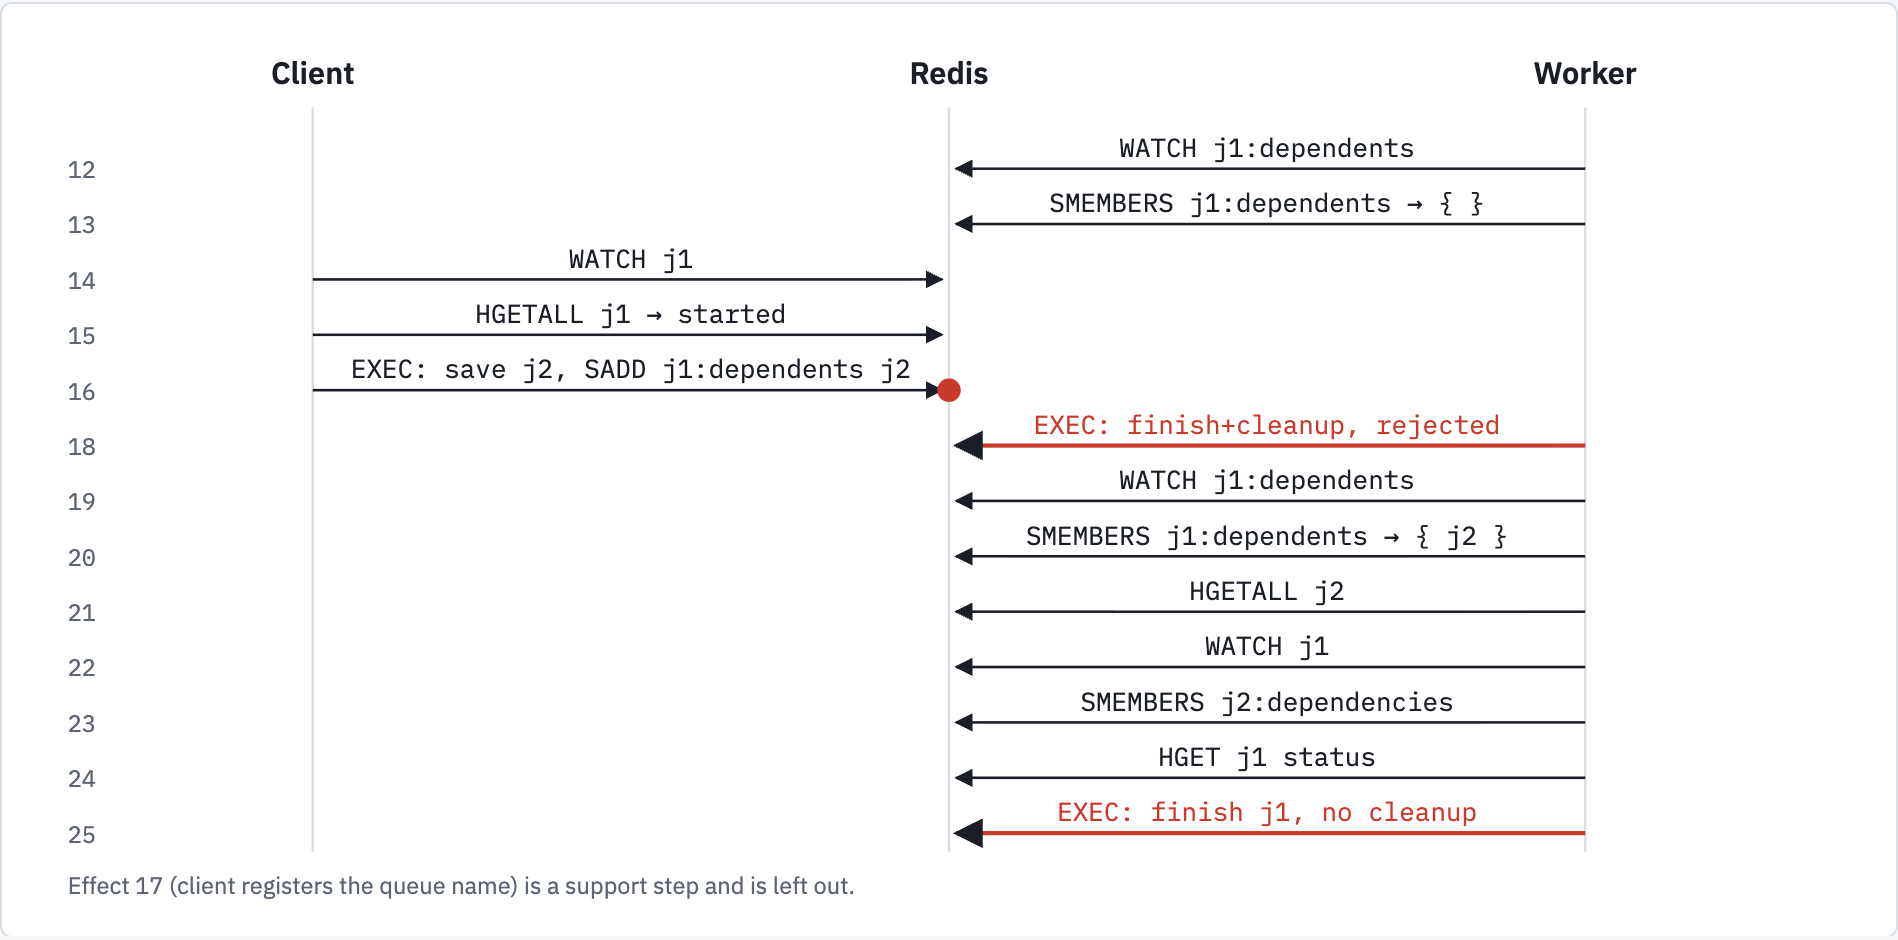 Client Redis Worker
WATCH j1:dependents
12
SMEMBERS j1:dependents → { }
13
WATCH j1
14
HGETALL j1 → started
15
EXEC: save j2, SADD j1:dependents j2
16
EXEC: finish+cleanup, rejected
18
WATCH j1:dependents
19
SMEMBERS j1:dependents → { j2 }
20
HGETALL j2
21
WATCH j1
22
SMEMBERS j2:dependencies
23
HGET j1 status
24
EXEC: finish j1, no cleanup
25
Effect 17 (client registers the queue name) is a support step and is left out.